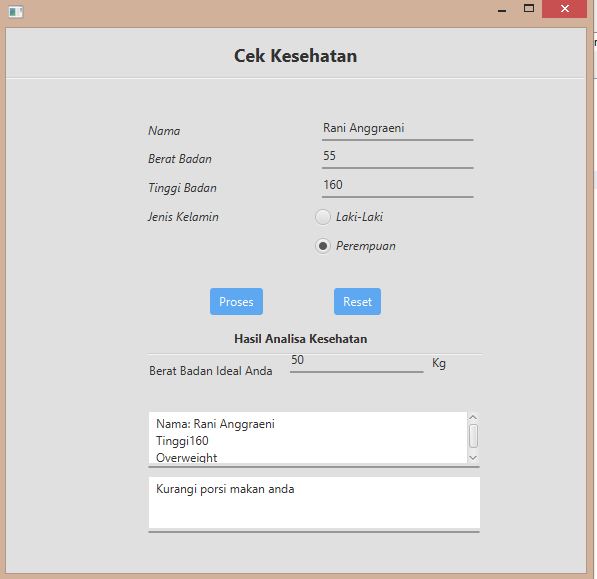 Cek Kesehatan
Nama Rani Anggraeni
Berat Badan 55
Tinggi Badan 160
Jenis Kelamin Laki-Laki
Perempuan
Proses Reset
Hasil Analisa Kesehatan
Berat Badan Ideal Anda 50 Kg
Nama: Rani Anggraeni
Tinggi160
Overweight
Kurangi porsi makan anda